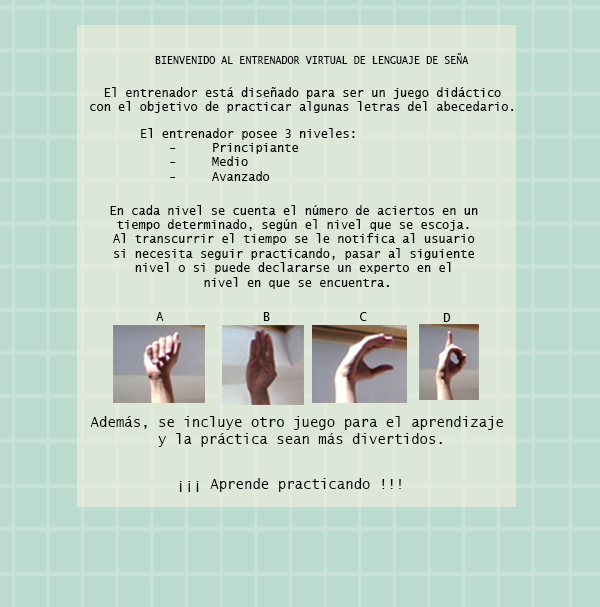 BIENVENIDO AL ENTRENADOR VIRTUAL DE LENGUAJE DE SEÑA
El entrenador está diseñado para ser un juego didáctico
con el objetivo de practicar algunas letras del abecedario.
El entrenador posee 3 niveles:
- Principiante
- Medio
- Avanzado
En cada nivel se cuenta el número de aciertos en un
tiempo determinado, según el nivel que se escoja.
Al transcurrir el tiempo se le notifica al usuario
si necesita seguir practicando, pasar al siguiente
nivel o si puede declararse un experto en el
nivel en que se encuentra.
A B C D
Además, se incluye otro juego para el aprendizaje
y la práctica sean más divertidos.
¡¡¡ Aprende practicando !!!